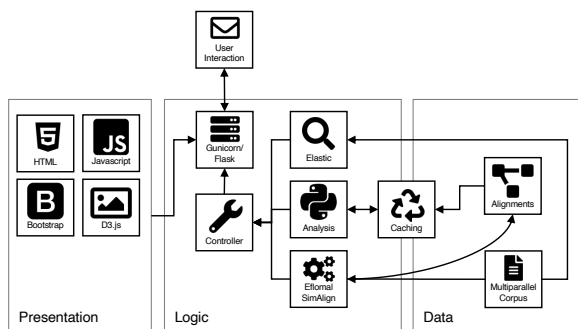 User
Interaction
HTML
JS
Javascript
B
Bootstrap
D3.js
Gunicorn/
Flask
Controller
Elastic
Analysis
Eflomal
SimAlign
Caching
Alignments
Multiparallel
Corpus
Presentation
Logic
Data